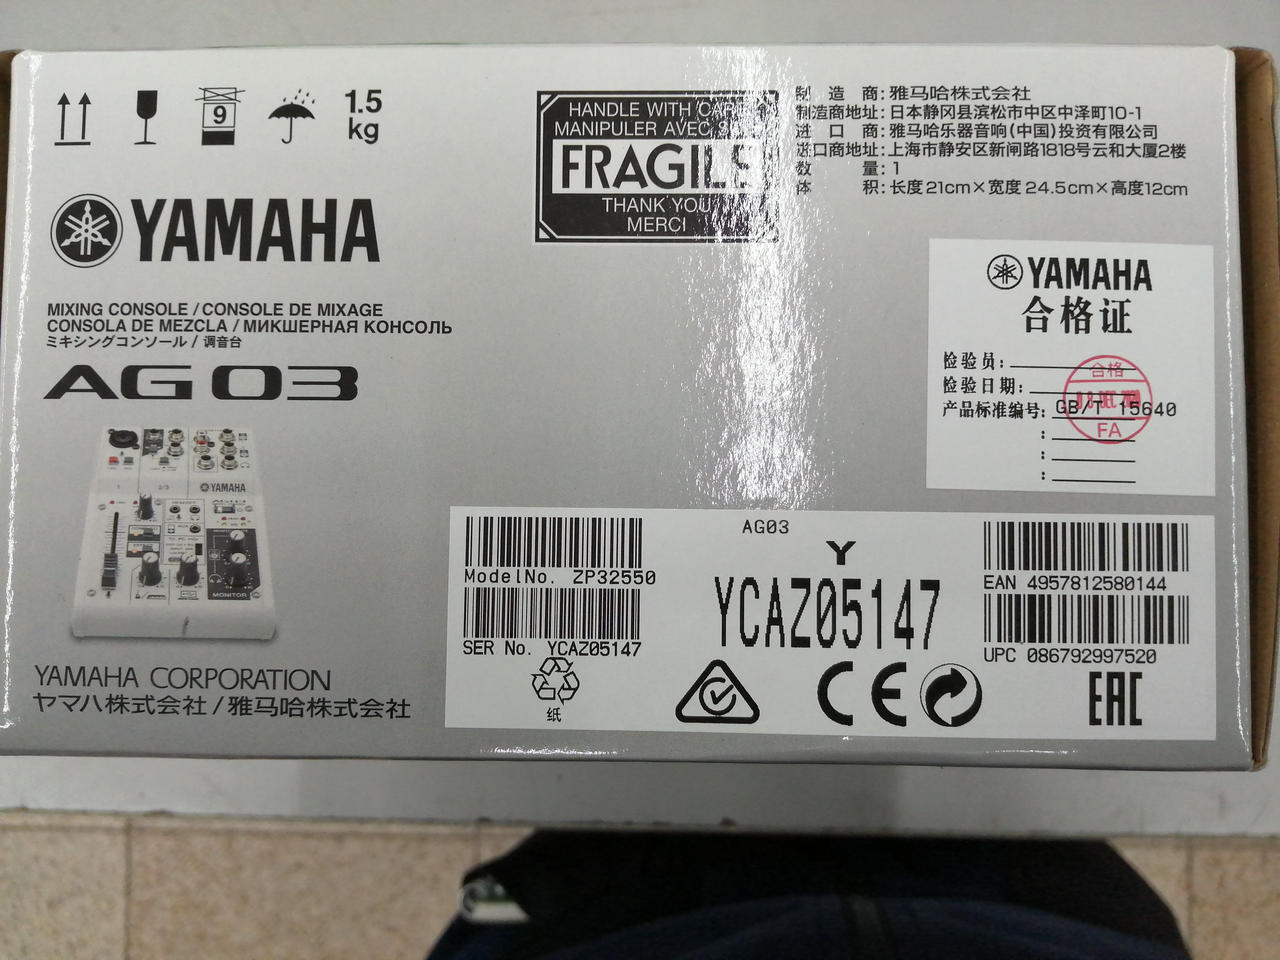 9
1.5
kg
YAMAHA
MIXING CONSOLE / CONSOLE DE MIXAGE
CONSOLA DE MEZCLA / МИКШЕРНАЯ КОНСОЛЬ
ミキシングコンソール / 调音台
AG03
YAMAHA
MONITOR
YAMAHA CORPORATION
ヤマハ株式会社 / 雅马哈株式会社
HANDLE WITH CARE
MANIPULER AVEC
FRAGILE
THANK YOU
MERCI
制造商: 雅马哈株式会社
制造商地址: 日本静冈县滨松市中区中泽町10-1
进口商: 雅马哈乐器音响(中国)投资有限公司
进口商地址: 上海市静安区新闸路1818号云和大厦2楼
数量: 1
体积: 长度21cm×宽度24.5cm×高度12cm
YAMAHA
合格证
检验员:
检验日期:
产品标准编号: GB/T 15640
合格
DEC
FA
AG03
Y
YCAZ05147
ModelNo. ZP32550
SER No. YCAZ05147
EAN 4957812580144
UPC 086792997520
纸
CE
EAC